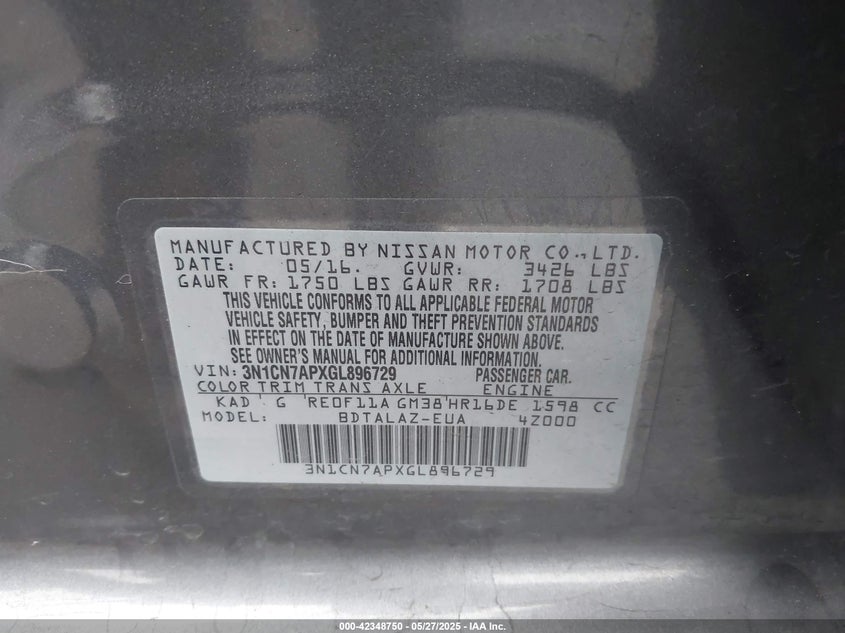 MANUFACTURED BY NISSAN MOTOR CO., LTD.
DATE: 05/16. GVWR: 3426 LBS
GAWR FR: 1750 LBS GAWR RR: 1708 LBS
THIS VEHICLE CONFORMS TO ALL APPLICABLE FEDERAL MOTOR
VEHICLE SAFETY, BUMPER AND THEFT PREVENTION STANDARDS
IN EFFECT ON THE DATE OF MANUFACTURE SHOWN ABOVE.
SEE OWNER'S MANUAL FOR ADDITIONAL INFORMATION.
VIN: 3N1CN7APXGL896729 PASSENGER CAR.
COLOR TRIM TRANS AXLE ENGINE
KAD G RE0F11A GM38 HR16DE 1598 CC
MODEL: BDTALAZ-EUA 4Z000
3N1CN7APXGL896729
000-42348750 | 05/27/2025 | IAA Inc.